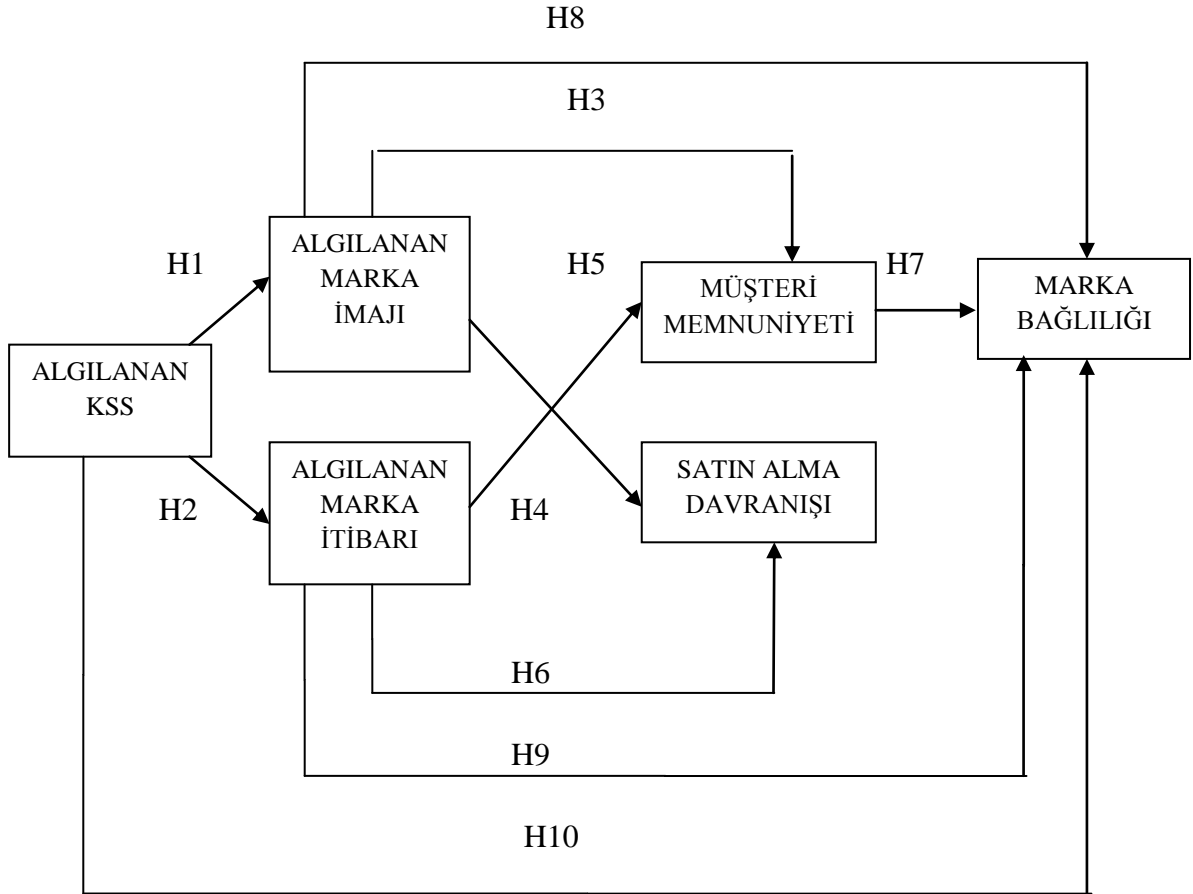 H8
H3
ALGILANAN
MARKA
İMAJI
H1
H5
MÜŞTERİ
MEMNUNİYETİ
H7
MARKA
BAĞLILIĞI
ALGILANAN
KSS
H2
ALGILANAN
MARKA
İTİBARI
H4
SATIN ALMA
DAVRANIŞI
H6
H9
H10